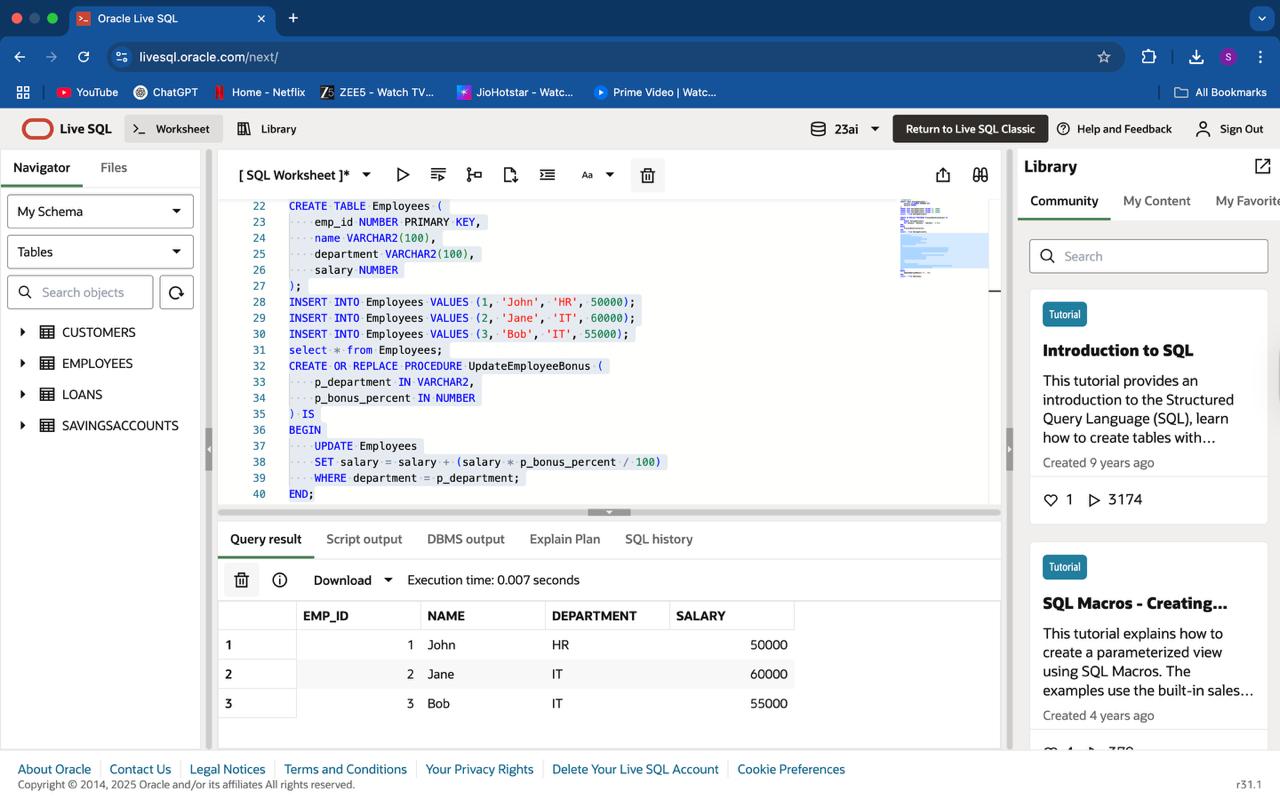 Oracle Live SQL
livesql.oracle.com/next/
S
YouTube
ChatGPT
Home - Netflix
ZEE5 - Watch TV...
JioHotstar - Watc...
Prime Video | Watc...
All Bookmarks
Live SQL
Worksheet
Library
23ai
Return to Live SQL Classic
Help and Feedback
Sign Out
Navigator
Files
My Schema
Tables
Search objects
CUSTOMERS
EMPLOYEES
LOANS
SAVINGSACCOUNTS
[ SQL Worksheet ]*
Aa
22 CREATE TABLE Employees (
23 emp_id NUMBER PRIMARY KEY,
24 name VARCHAR2(100),
25 department VARCHAR2(100),
26 salary NUMBER
27 );
28 INSERT INTO Employees VALUES (1, 'John', 'HR', 50000);
29 INSERT INTO Employees VALUES (2, 'Jane', 'IT', 60000);
30 INSERT INTO Employees VALUES (3, 'Bob', 'IT', 55000);
31 select * from Employees;
32 CREATE OR REPLACE PROCEDURE UpdateEmployeeBonus (
33 p_department IN VARCHAR2,
34 p_bonus_percent IN NUMBER
35 ) IS
36 BEGIN
37 UPDATE Employees
38 SET salary = salary + (salary * p_bonus_percent / 100)
39 WHERE department = p_department;
40 END;
Query result
Script output
DBMS output
Explain Plan
SQL history
Download
Execution time: 0.007 seconds
EMP_ID NAME DEPARTMENT SALARY
1 1 John HR 50000
2 2 Jane IT 60000
3 3 Bob IT 55000
Library
Community
My Content
My Favorite
Search
Tutorial
Introduction to SQL
This tutorial provides an
introduction to the Structured
Query Language (SQL), learn
how to create tables with...
Created 9 years ago
1 3174
Tutorial
SQL Macros - Creating...
This tutorial explains how to
create a parameterized view
using SQL Macros. The
examples use the built-in sales...
Created 4 years ago
About Oracle
Contact Us
Legal Notices
Terms and Conditions
Your Privacy Rights
Delete Your Live SQL Account
Cookie Preferences
Copyright © 2014, 2025 Oracle and/or its affiliates All rights reserved.
r31.1